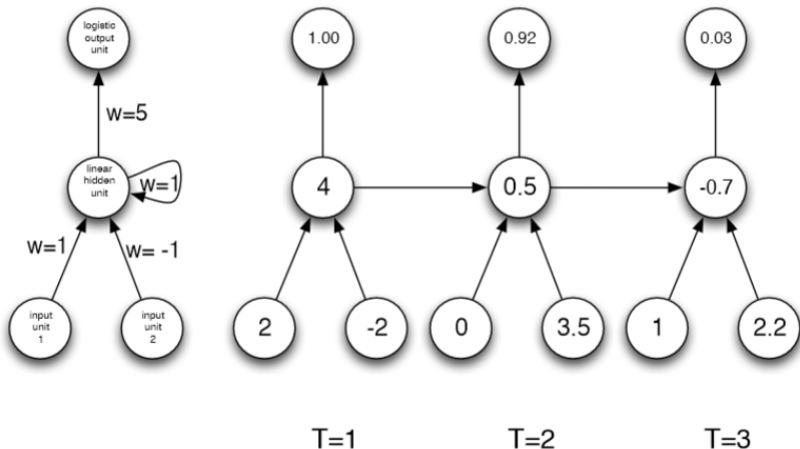 logistic
output
unit
1.00
0.92
0.03
w=5
linear
hidden
unit
w=1
4
0.5
-0.7
w=1
w= -1
input
unit
1
input
unit
2
2
-2
0
3.5
1
2.2
T=1
T=2
T=3